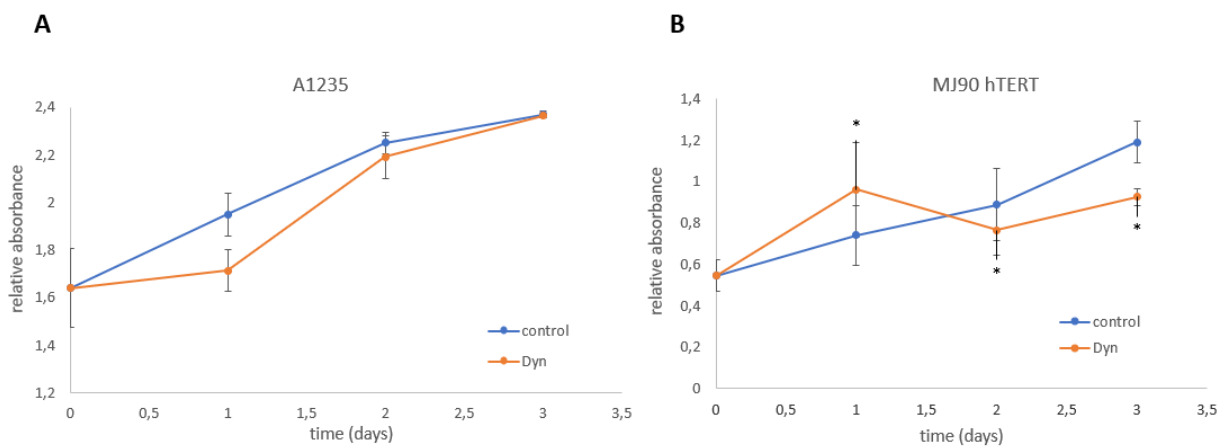 A
A1235
relative absorbance
2,4
2,2
2
1,8
1,6
1,4
1,2
0
0,5
1
1,5
2
2,5
3
3,5
time (days)
control
Dyn
B
MJ90 hTERT
relative absorbance
1,4
1,2
1
0,8
0,6
0,4
0,2
0
*
*
*
0
0,5
1
1,5
2
2,5
3
3,5
time (days)
control
Dyn